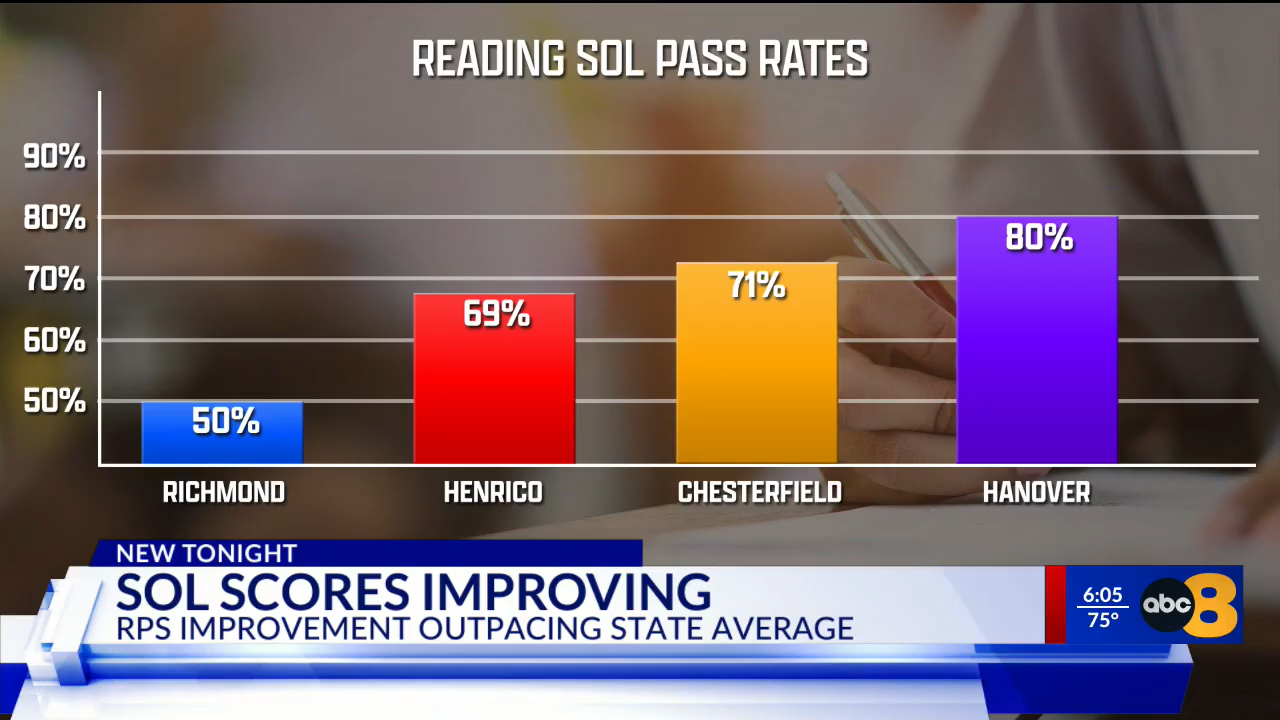 READING SOL PASS RATES
90%
80%
70%
60%
50%
50%
69%
71%
80%
RICHMOND
HENRICO
CHESTERFIELD
HANOVER
NEW TONIGHT
SOL SCORES IMPROVING
RPS IMPROVEMENT OUTPACING STATE AVERAGE
6:05
75°
abc 8